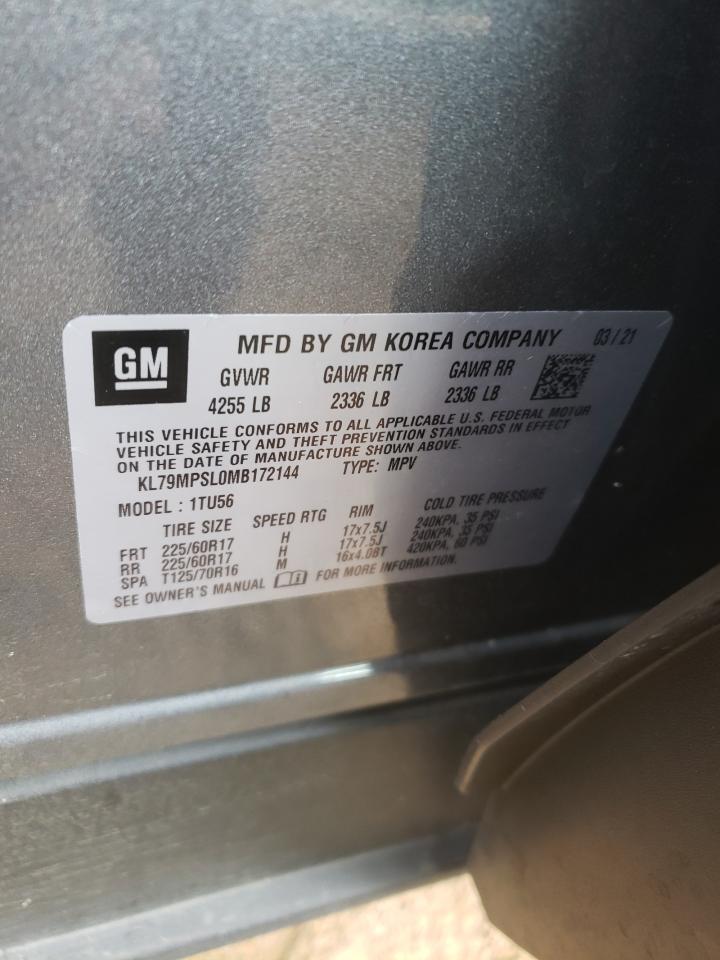 GM
MFD BY GM KOREA COMPANY 03/21
GVWR GAWR FRT GAWR RR
4255 LB 2336 LB 2336 LB
THIS VEHICLE CONFORMS TO ALL APPLICABLE U.S. FEDERAL MOTOR
VEHICLE SAFETY AND THEFT PREVENTION STANDARDS IN EFFECT
ON THE DATE OF MANUFACTURE SHOWN ABOVE.
KL79MPSL0MB172144 TYPE: MPV
MODEL : 1TU56
TIRE SIZE SPEED RTG RIM COLD TIRE PRESSURE
FRT 225/60R17 H 17x7.5J 240KPA, 35 PSI
RR 225/60R17 H 17x7.5J 240KPA, 35 PSI
SPA T125/70R16 M 16x4.0BT 420KPA, 60 PSI
SEE OWNER'S MANUAL FOR MORE INFORMATION.